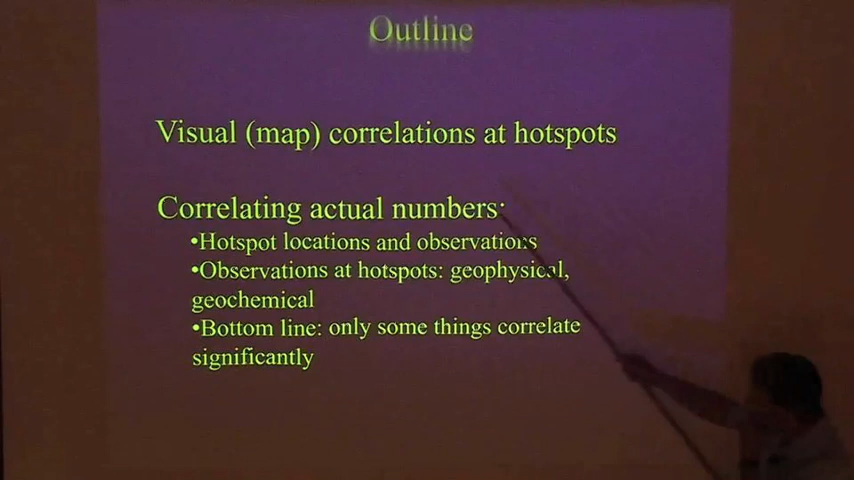 Outline
Visual (map) correlations at hotspots
Correlating actual numbers:
•Hotspot locations and observations
•Observations at hotspots: geophysical,
geochemical
•Bottom line: only some things correlate
significantly